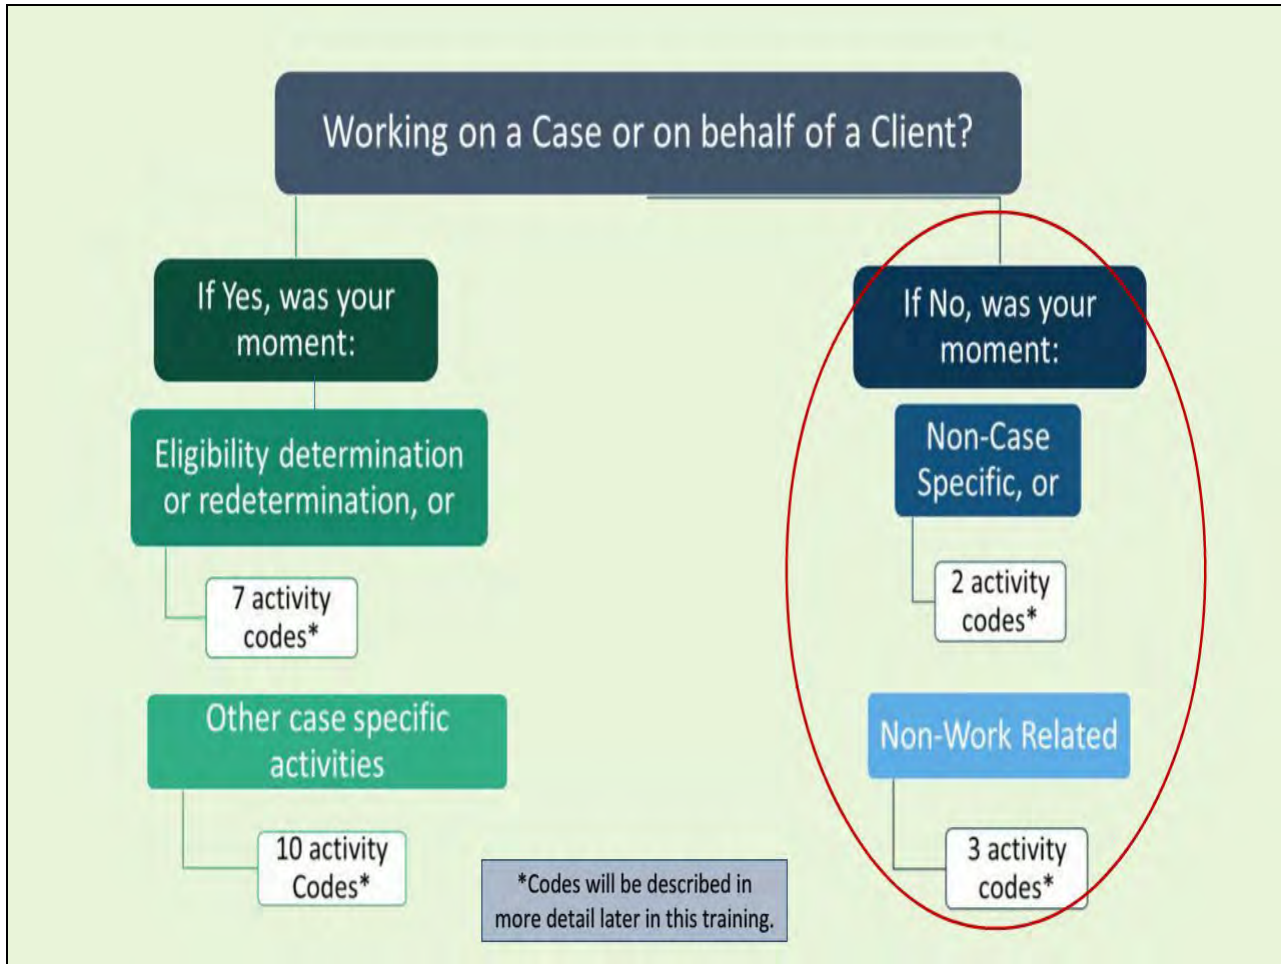 Working on a Case or on behalf of a Client?
If Yes, was your
moment:
Eligibility determination
or redetermination, or
7 activity
codes*
Other case specific
activities
10 activity
Codes*
If No, was your
moment:
Non-Case
Specific, or
2 activity
codes*
Non-Work Related
3 activity
codes*
*Codes will be described in
more detail later in this training.